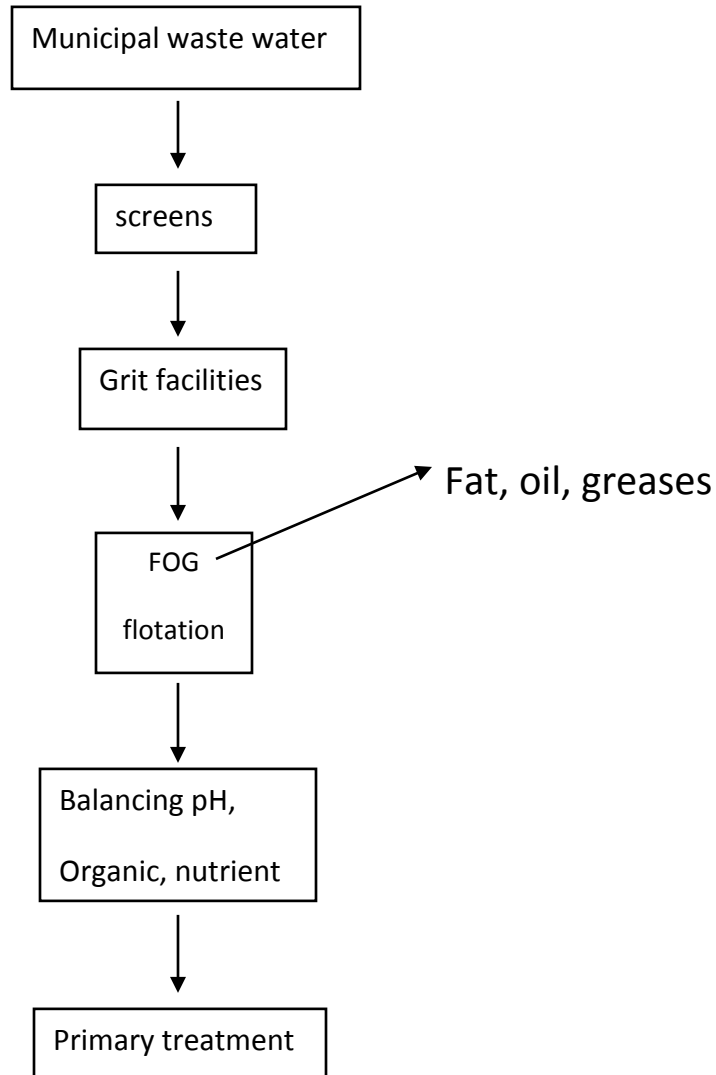 Municipal waste water
screens
Grit facilities
Fat, oil, greases
FOG
flotation
Balancing pH,
Organic, nutrient
Primary treatment